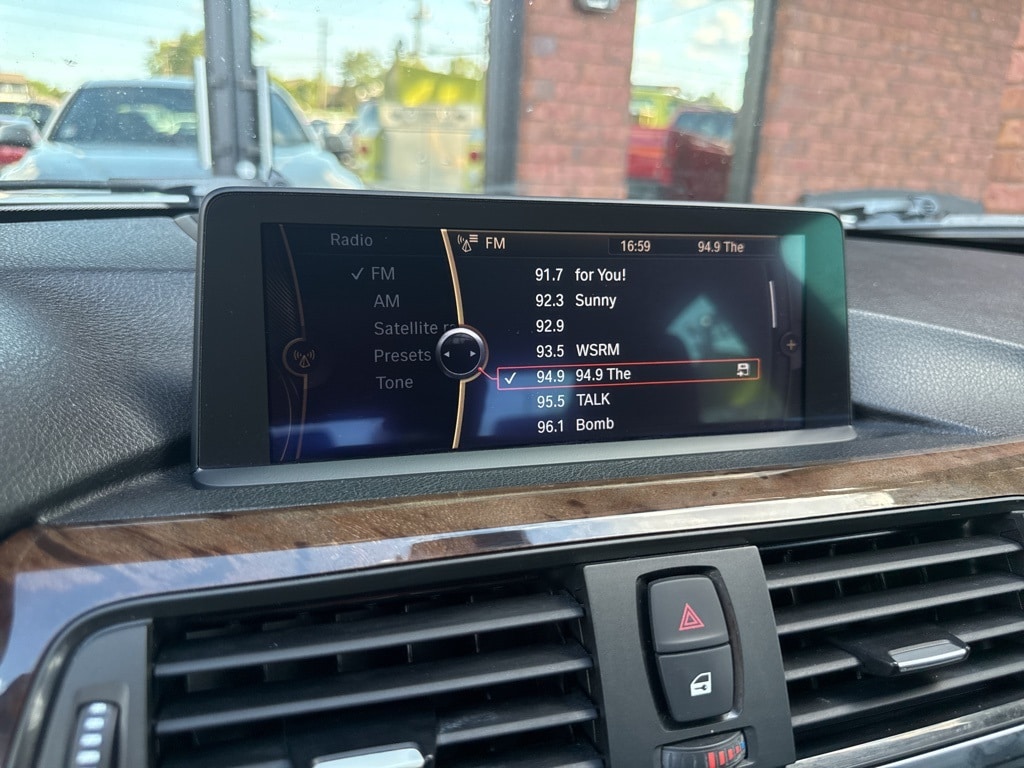 Radio
FM 16:59 94.9 The
✓ FM
AM
Satellite r
Presets
Tone
91.7 for You!
92.3 Sunny
92.9
93.5 WSRM
✓ 94.9 94.9 The
95.5 TALK
96.1 Bomb